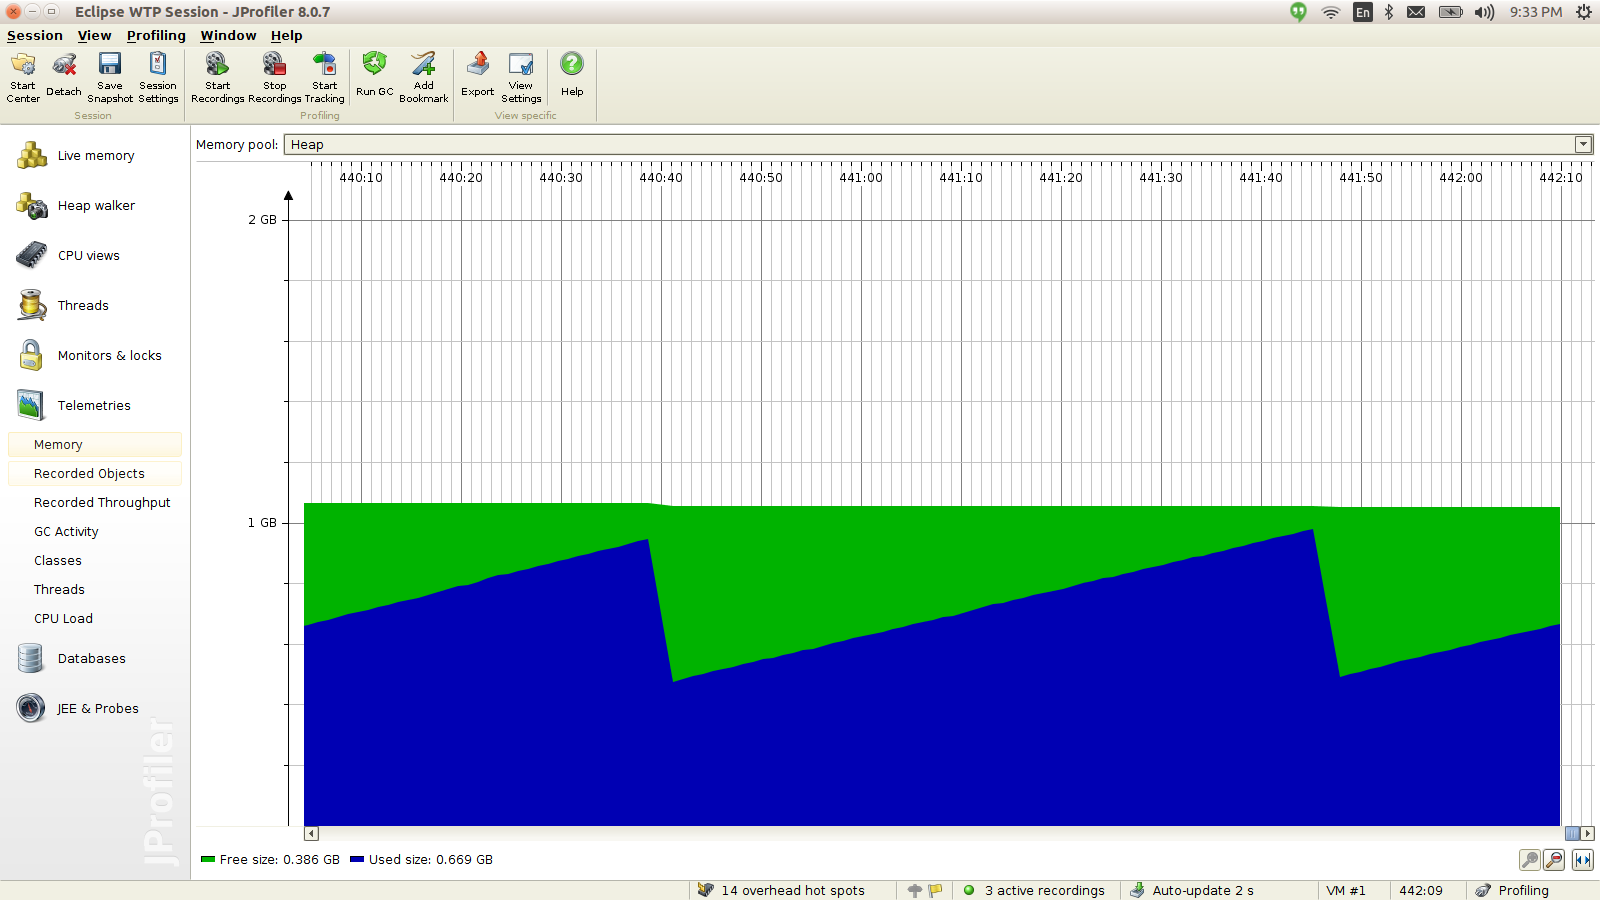 Eclipse WTP Session - JProfiler 8.0.7
En
9:33 PM
Session View Profiling Window Help
Start Center
Detach
Save Snapshot
Session Settings
Start Recordings
Stop Recordings
Start Tracking
Run GC
Add Bookmark
Export
View Settings
Help
Session
Profiling
View specific
Live memory
Heap walker
CPU views
Threads
Monitors & locks
Telemetries
Memory
Recorded Objects
Recorded Throughput
GC Activity
Classes
Threads
CPU Load
Databases
JEE & Probes
JProfiler
Memory pool: Heap
440:10 440:20 440:30 440:40 440:50 441:00 441:10 441:20 441:30 441:40 441:50 442:00 442:10
2 GB
1 GB
Free size: 0.386 GB Used size: 0.669 GB
14 overhead hot spots
3 active recordings
Auto-update 2 s
VM #1
442:09
Profiling